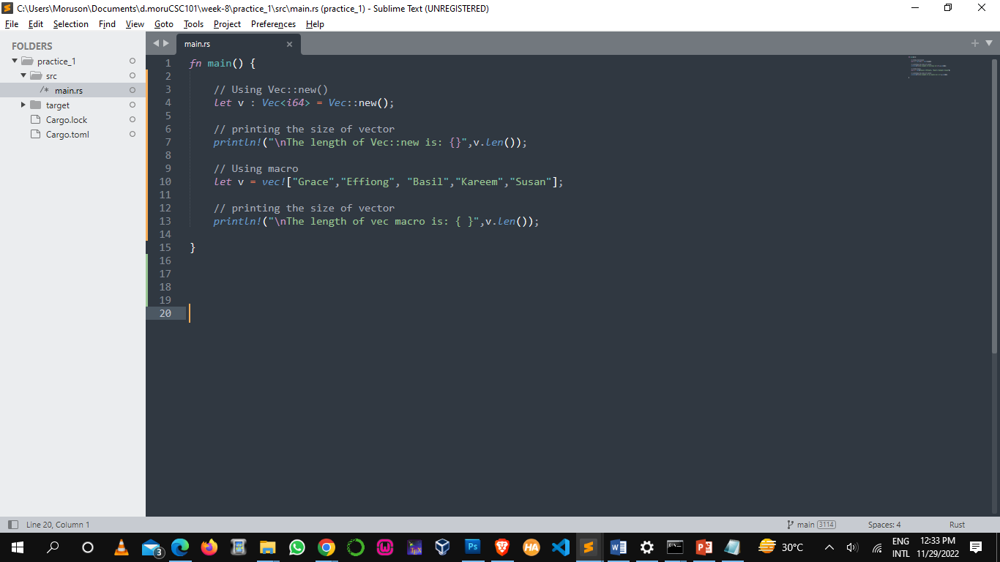 C:\Users\Moruson\Documents\d.moruCSC101\week-8\practice_1\src\main.rs (practice_1) - Sublime Text (UNREGISTERED)
File Edit Selection Find View Goto Tools Project Preferences Help
FOLDERS
practice_1
src
/* main.rs
target
Cargo.lock
Cargo.toml
main.rs
1 fn main() {
2
3 // Using Vec::new()
4 let v : Vec<i64> = Vec::new();
5
6 // printing the size of vector
7 println!("\nThe length of Vec::new is: {}",v.len());
8
9 // Using macro
10 let v = vec!["Grace","Effiong", "Basil","Kareem","Susan"];
11
12 // printing the size of vector
13 println!("\nThe length of vec macro is: { }",v.len());
14
15 }
16
17
18
19
20
Line 20, Column 1
main 3114
Spaces: 4
Rust
3
TEX
Ps
HA
30°C
ENG
INTL
12:33 PM
11/29/2022